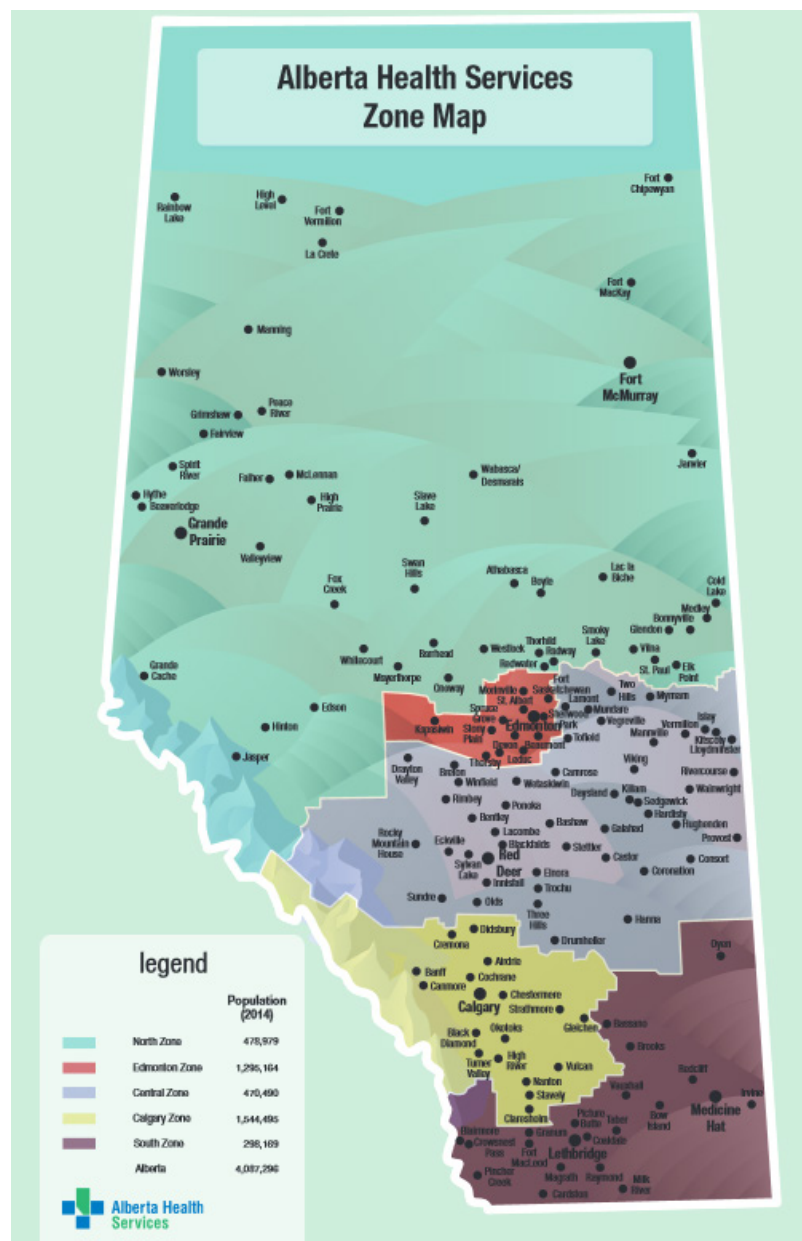 Alberta Health Services
Zone Map
Fort
Chipewyan
Rainbow
Lake
High
Level
Fort
Vermilion
La Crete
Fort
MacKay
Manning
Worsley
Fort
McMurray
Peace
River
Grimshaw
Fairview
Spirit
River
Falher
McLennan
Wabasca/
Desmarais
Janvier
Hythe
Beaverlodge
High
Prairie
Slave
Lake
Grande
Prairie
Valleyview
Swan
Hills
Fox
Creek
Athabasca
Boyle
Lac la
Biche
Cold
Lake
Medley
Bonnyville
Glendon
Smoky
Lake
Thorhild
Radway
Redwater
Westlock
Barrhead
Whitecourt
Mayerthorpe
Onoway
Vilna
St. Paul
Elk
Point
Grande
Cache
Edson
Hinton
Jasper
Morinville
Fort
Saskatchewan
St. Albert
Spruce
Grove
Stony
Plain
Edmonton
Sherwood
Park
Kapasiwin
Devon
Beaumont
Thorsby
Leduc
Lamont
Two
Hills
Myrnam
Mundare
Vegreville
Tofield
Mannville
Vermilion
Islay
Kitscoty
Lloydminster
Rivercourse
Drayton
Valley
Breton
Winfield
Wetaskiwin
Camrose
Viking
Wainwright
Daysland
Killam
Sedgewick
Hardisty
Hughenden
Provost
Rimbey
Ponoka
Bentley
Lacombe
Bashaw
Galahad
Rocky
Mountain
House
Eckville
Blackfalds
Stettler
Castor
Consort
Coronation
Sylvan
Lake
Red
Deer
Innisfail
Elnora
Trochu
Sundre
Olds
Three
Hills
Hanna
Didsbury
Cremona
Drumheller
Oyen
Airdrie
Banff
Cochrane
Canmore
Calgary
Chestermere
Strathmore
Gleichen
Bassano
Black
Diamond
Okotoks
Brooks
Turner
Valley
High
River
Vulcan
Redcliff
Nanton
Stavely
Claresholm
Vauxhall
Medicine
Hat
Irvine
Bow
Island
Picture
Butte
Taber
Blairmore
Crowsnest
Pass
Granum
Fort
MacLeod
Coaldale
Lethbridge
Pincher
Creek
Magrath
Raymond
Milk
River
Cardston
legend
Population
(2014)
North Zone 478,979
Edmonton Zone 1,295,164
Central Zone 470,490
Calgary Zone 1,544,495
South Zone 298,169
Alberta 4,087,296
Alberta Health
Services